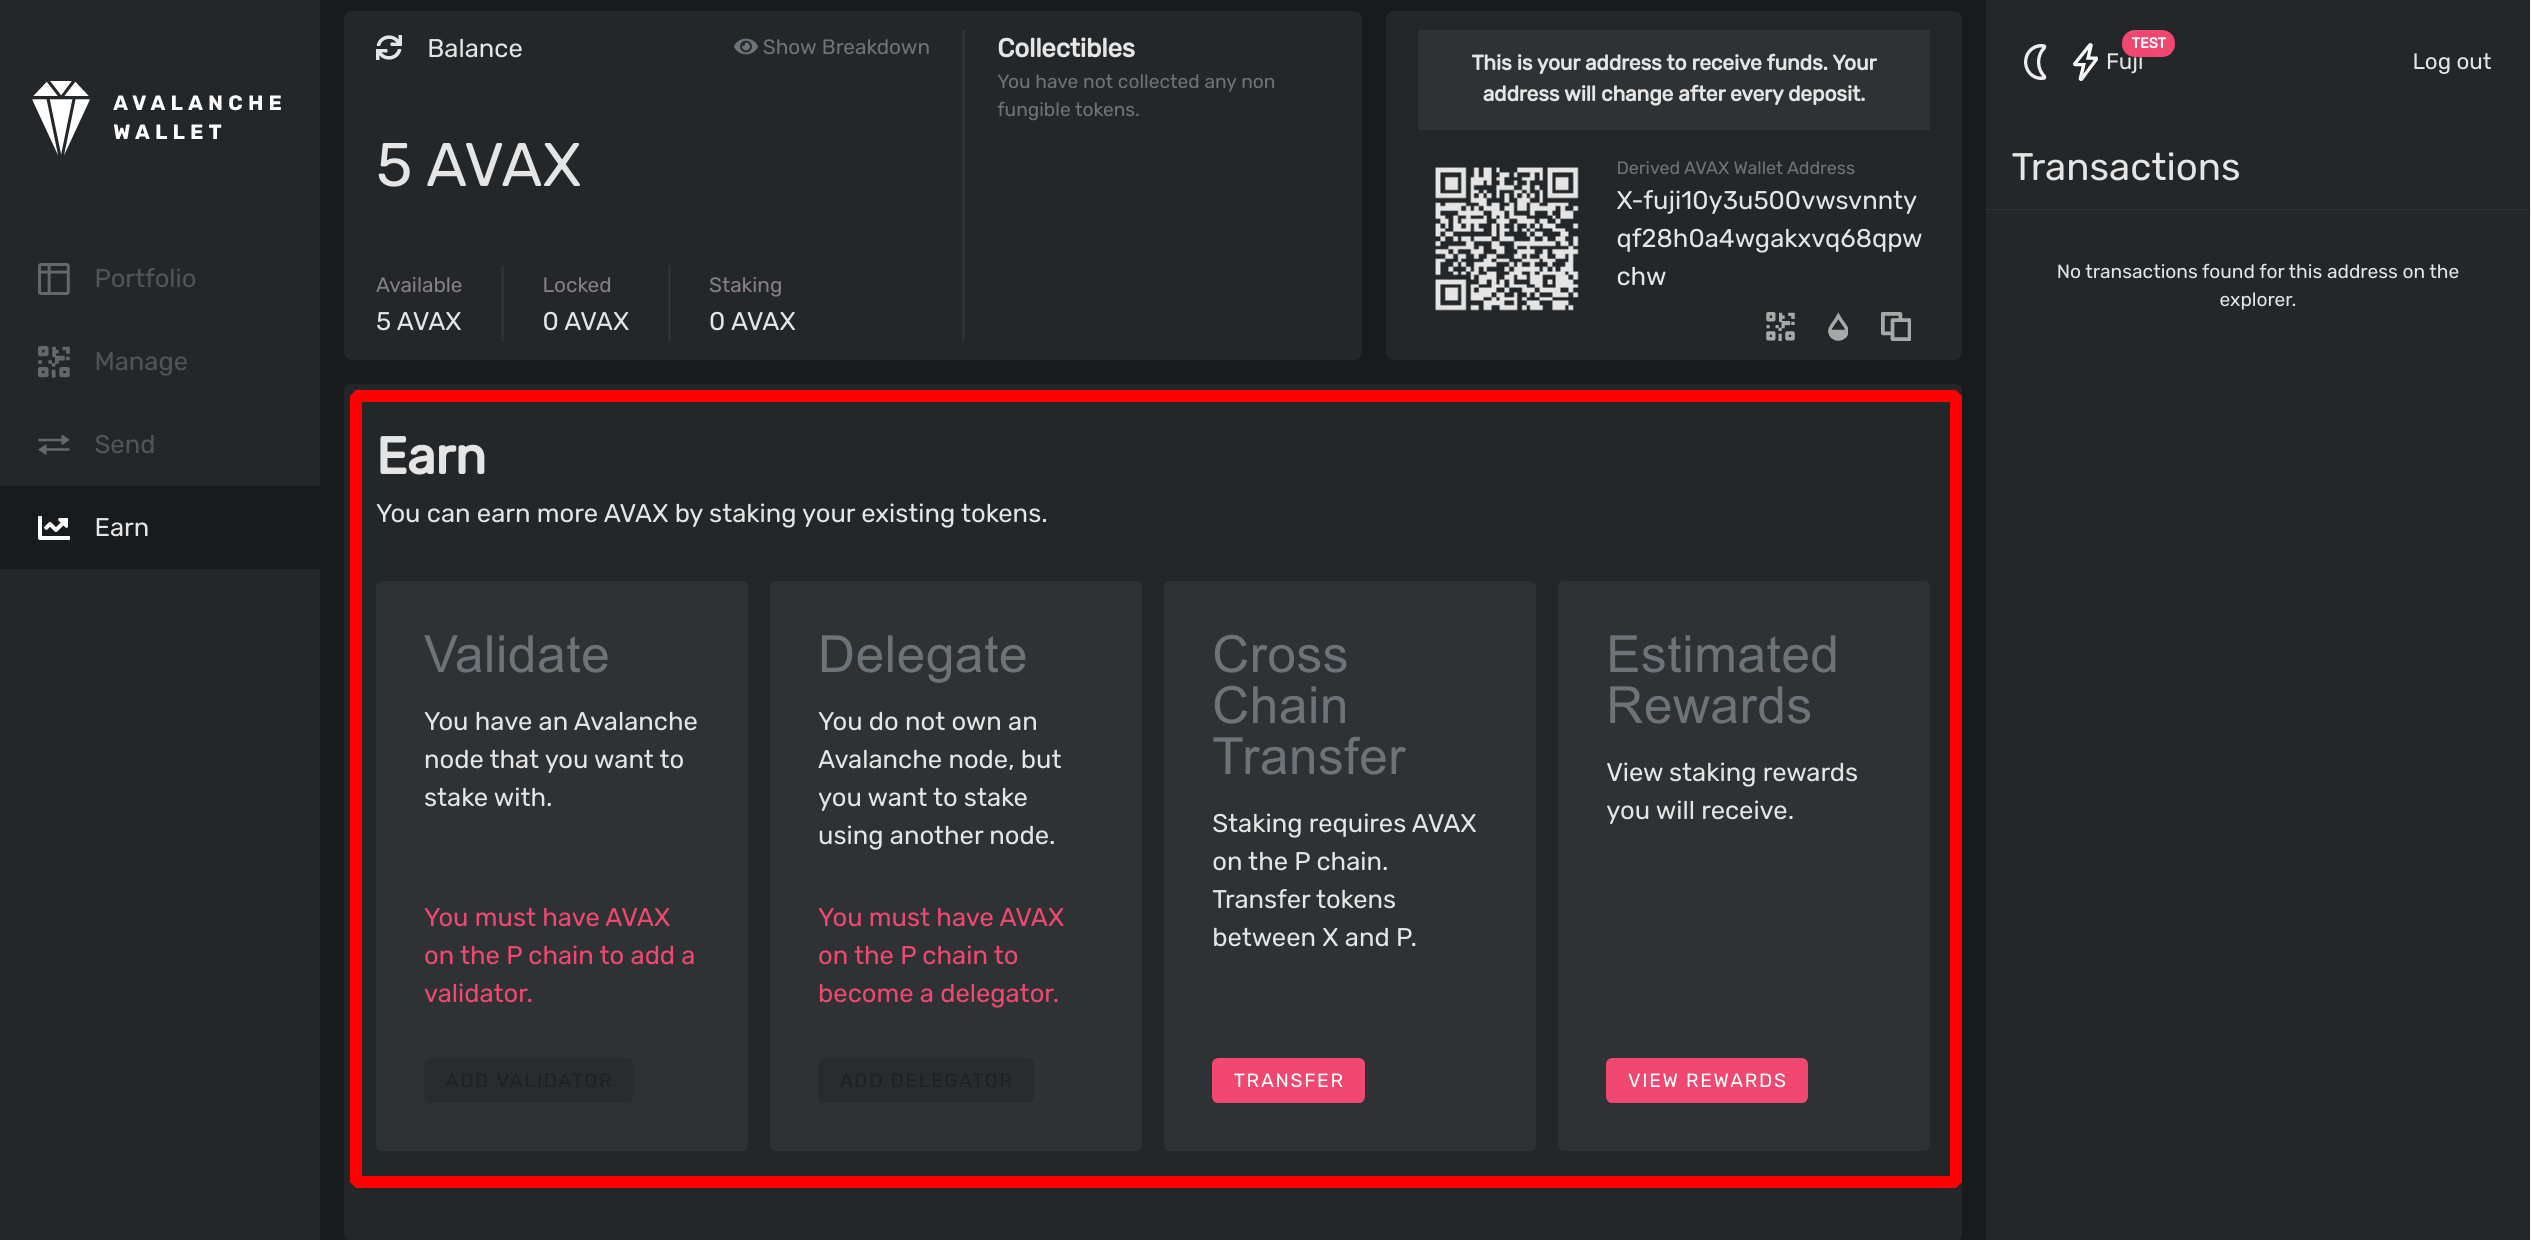 AVALANCHE
WALLET
Portfolio
Manage
Send
Earn
Balance
Show Breakdown
5 AVAX
Available
5 AVAX
Locked
0 AVAX
Staking
0 AVAX
Collectibles
You have not collected any non
fungible tokens.
This is your address to receive funds. Your
address will change after every deposit.
Derived AVAX Wallet Address
X-fuji10y3u500vwsvnnty
qf28h0a4wgakxvq68qpw
chw
Earn
You can earn more AVAX by staking your existing tokens.
Validate
You have an Avalanche
node that you want to
stake with.
You must have AVAX
on the P chain to add a
validator.
ADD VALIDATOR
Delegate
You do not own an
Avalanche node, but
you want to stake
using another node.
You must have AVAX
on the P chain to
become a delegator.
ADD DELEGATOR
Cross
Chain
Transfer
Staking requires AVAX
on the P chain.
Transfer tokens
between X and P.
TRANSFER
Estimated
Rewards
View staking rewards
you will receive.
VIEW REWARDS
TEST
Fuji
Log out
Transactions
No transactions found for this address on the
explorer.